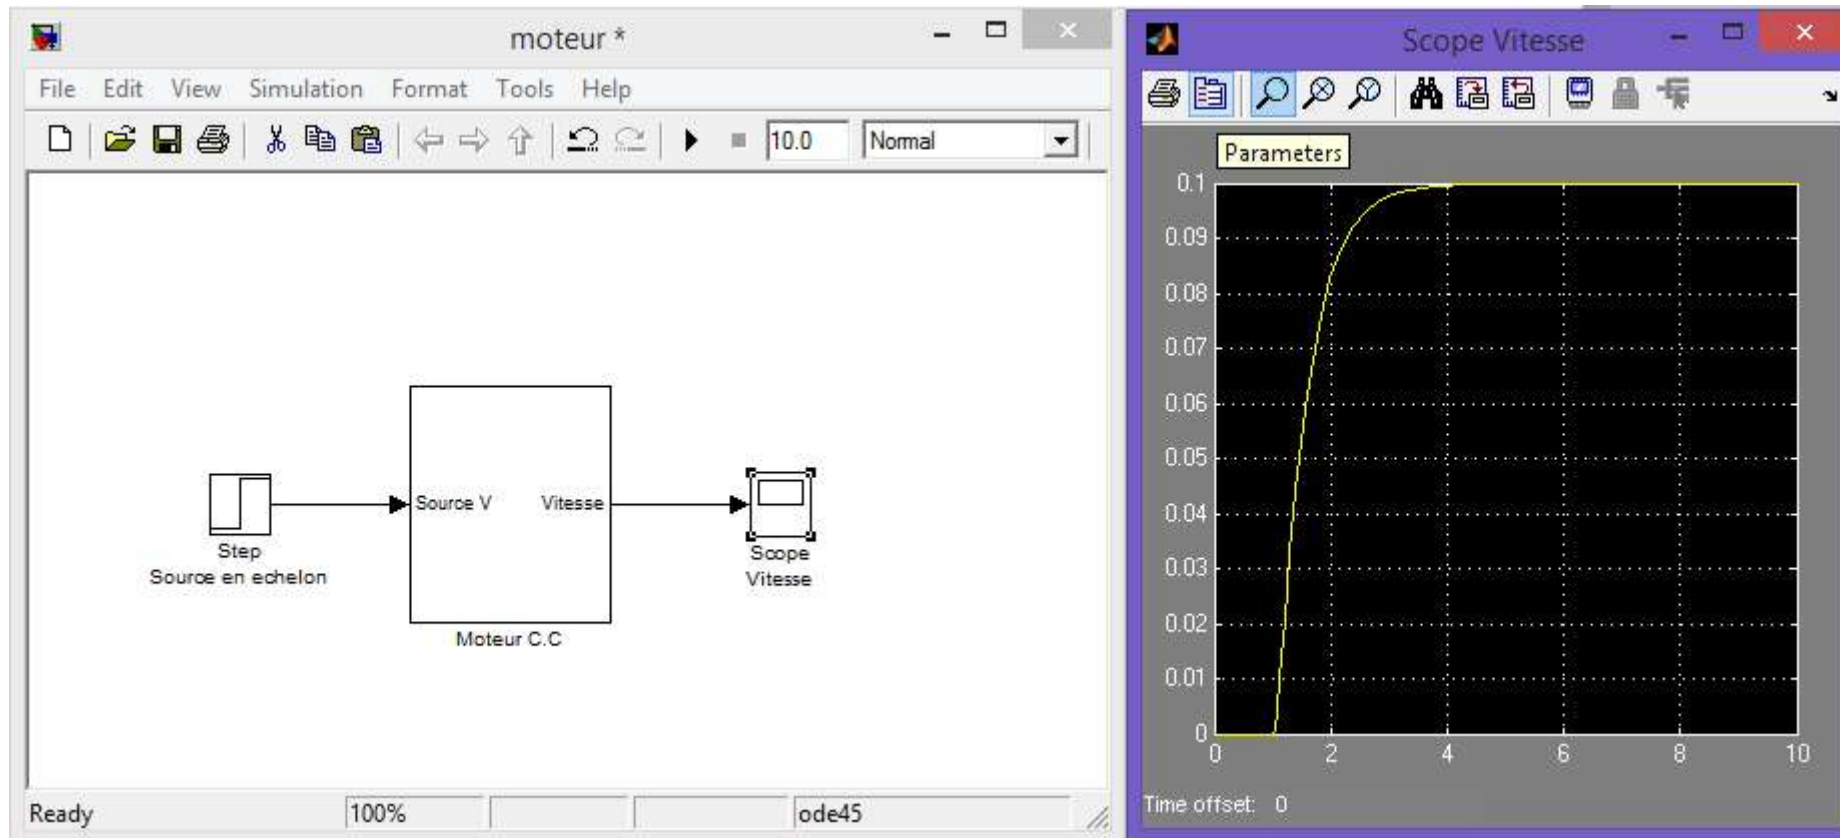 moteur *
File Edit View Simulation Format Tools Help
10.0 Normal
Source V Vitesse
Step
Source en echelon
Scope
Vitesse
Moteur C.C
Ready 100% ode45
Scope Vitesse
Parameters
0.1
0.09
0.08
0.07
0.06
0.05
0.04
0.03
0.02
0.01
0
0 2 4 6 8 10
Time offset: 0